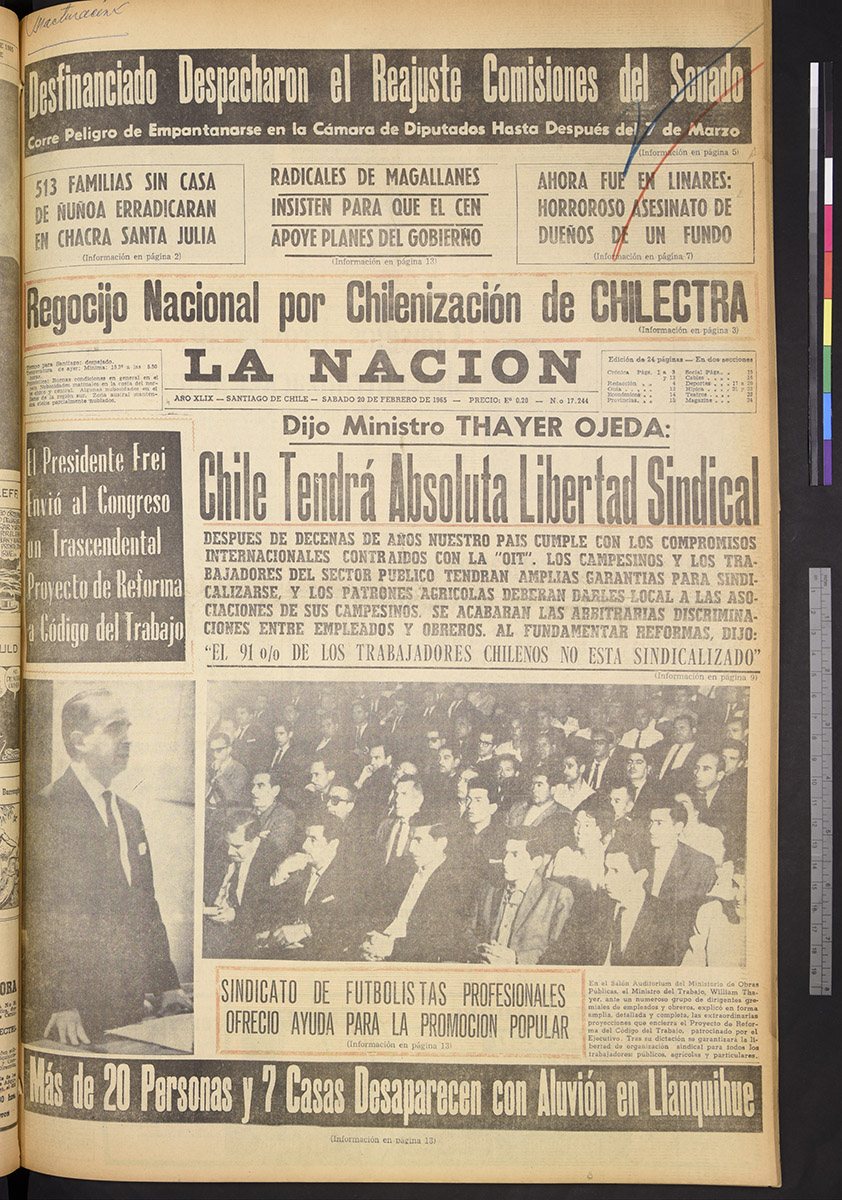 Desfinanciado Despacharon el Reajuste Comisiones del Senado
Corre Peligro de Empantanarse en la Cámara de Diputados Hasta Después del 7 de Marzo
(Información en página 5)
513 FAMILIAS SIN CASA
DE ÑUÑOA ERRADICARAN
EN CHACRA SANTA JULIA
(Información en página 2)
RADICALES DE MAGALLANES
INSISTEN PARA QUE EL CEN
APOYE PLANES DEL GOBIERNO
(Información en página 13)
AHORA FUE EN LINARES:
HORROROSO ASESINATO DE
DUEÑOS DE UN FUNDO
(Información en página 7)
Regocijo Nacional por Chilenización de CHILECTRA
(Información en página 3)
LA NACION
AÑO XLIX — SANTIAGO DE CHILE — SABADO 20 DE FEBRERO DE 1965 — PRECIO: Eº 0.20 — N.o 17.244
Edición de 24 páginas — En dos secciones
Dijo Ministro THAYER OJEDA:
El Presidente Frei
Envió al Congreso
un Trascendental
Proyecto de Reforma
a Código del Trabajo
Chile Tendrá Absoluta Libertad Sindical
DESPUES DE DECENAS DE AÑOS NUESTRO PAIS CUMPLE CON LOS COMPROMISOS
INTERNACIONALES CONTRAIDOS CON LA "OIT". LOS CAMPESINOS Y LOS TRA-
BAJADORES DEL SECTOR PUBLICO TENDRAN AMPLIAS GARANTIAS PARA SINDI-
CALIZARSE, Y LOS PATRONES AGRICOLAS DEBERAN DARLES LOCAL A LAS ASO-
CIACIONES DE SUS CAMPESINOS. SE ACABARAN LAS ARBITRARIAS DISCRIMINA-
CIONES ENTRE EMPLEADOS Y OBREROS. AL FUNDAMENTAR REFORMAS, DIJO:
"EL 91 o/o DE LOS TRABAJADORES CHILENOS NO ESTA SINDICALIZADO"
(Información en página 9)
SINDICATO DE FUTBOLISTAS PROFESIONALES
OFRECIO AYUDA PARA LA PROMOCION POPULAR
(Información en página 13)
En el Salón Auditorium del Ministerio de Obras
Públicas, el Ministro del Trabajo, William Tha-
yer, ante un numeroso grupo de dirigentes gre-
miales de empleados y obreros, explicó en forma
amplia, detallada y completa, las extraordinarias
proyecciones que encierra el Proyecto de Refor-
ma del Código del Trabajo, patrocinado por el
Ejecutivo. Tras su dictación se garantizará la li-
bertad de organización sindical para todos los
trabajadores: públicos, agrícolas y particulares.
Más de 20 Personas y 7 Casas Desaparecen con Aluvión en Llanquihue
(Información en página 13)